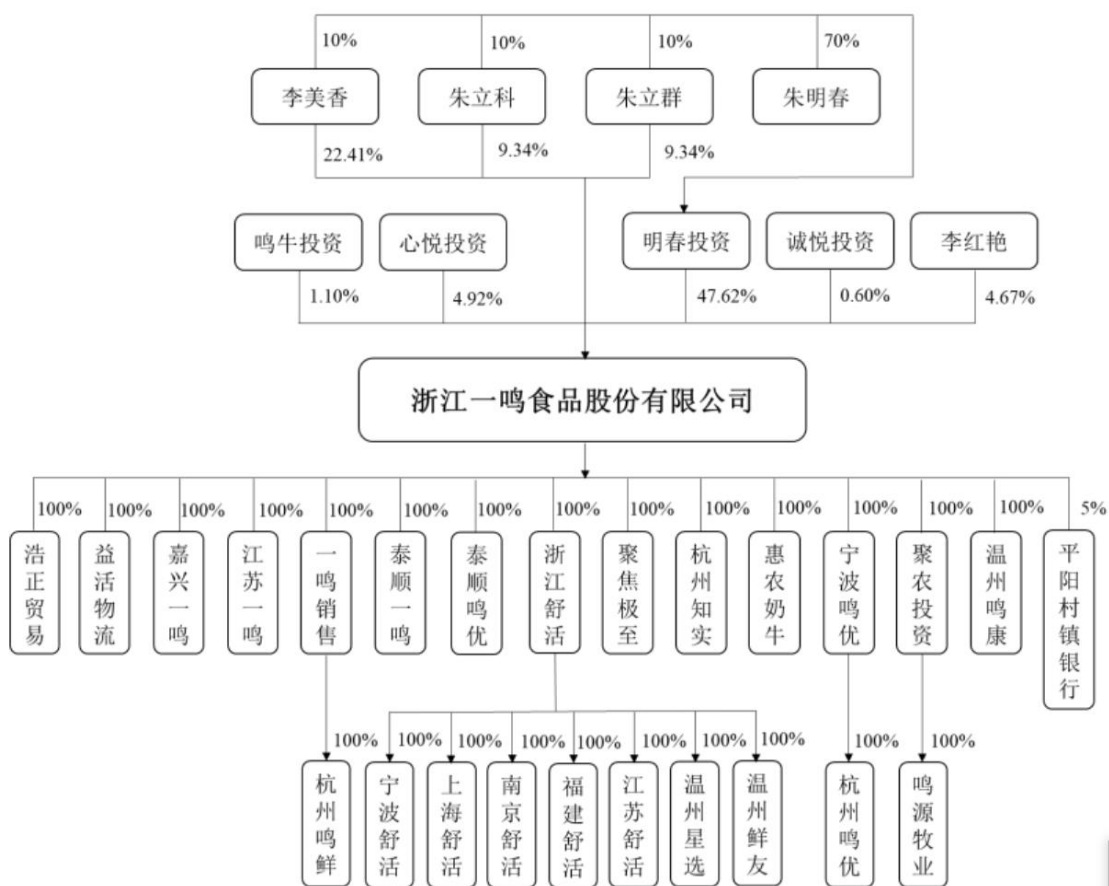 10%
10%
10%
70%
李美香
朱立科
朱立群
朱明春
22.41%
9.34%
9.34%
鸣牛投资
心悦投资
明春投资
诚悦投资
李红艳
1.10%
4.92%
47.62%
0.60%
4.67%
浙江一鸣食品股份有限公司
100%
100%
100%
100%
100%
100%
100%
100%
100%
100%
100%
100%
100%
100%
5%
浩正贸易
益活物流
嘉兴一鸣
江苏一鸣
一鸣销售
泰顺一鸣
泰顺鸣优
浙江舒活
聚焦极至
杭州知实
惠农奶牛
宁波鸣优
聚农投资
温州鸣康
平阳村镇银行
100%
100%
100%
100%
100%
100%
100%
100%
100%
100%
杭州鸣鲜
宁波舒活
上海舒活
南京舒活
福建舒活
江苏舒活
温州星选
温州鲜友
杭州鸣优
鸣源牧业